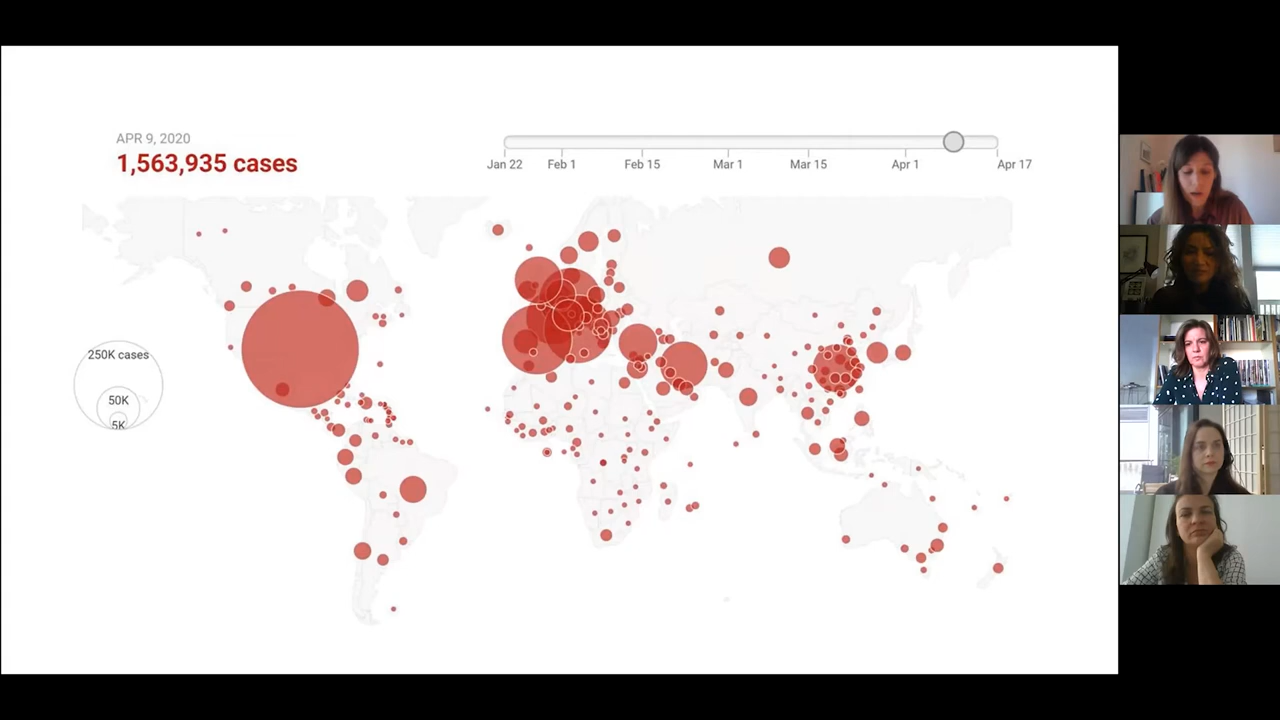 APR 9, 2020
1,563,935 cases
Jan 22 Feb 1 Feb 15 Mar 1 Mar 15 Apr 1 Apr 17
250K cases
50K
5K